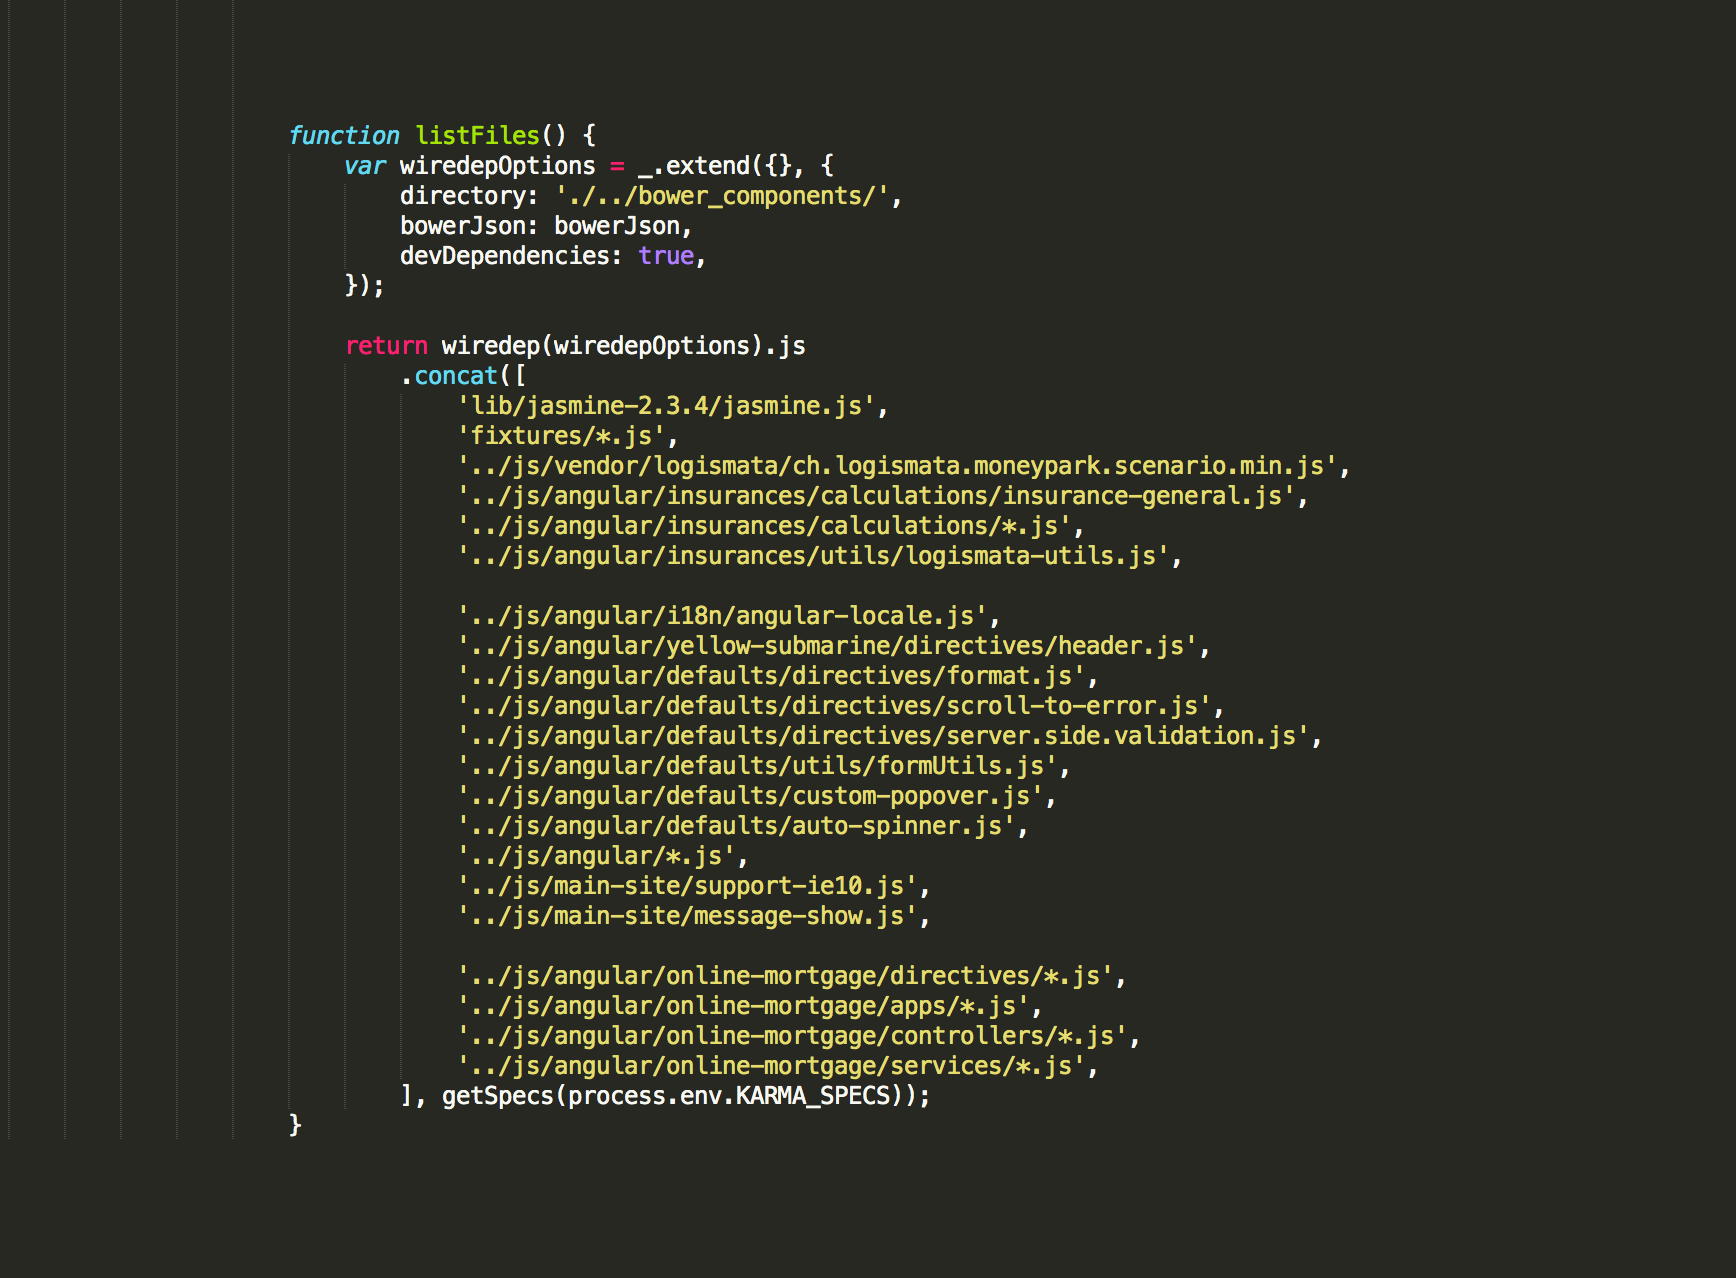 function listFiles() {
    var wiredepOptions = _.extend({}, {
        directory: './../bower_components/',
        bowerJson: bowerJson,
        devDependencies: true,
    });

    return wiredep(wiredepOptions).js
        .concat([
            'lib/jasmine-2.3.4/jasmine.js',
            'fixtures/*.js',
            '../js/vendor/logismata/ch.logismata.moneypark.scenario.min.js',
            '../js/angular/insurances/calculations/insurance-general.js',
            '../js/angular/insurances/calculations/*.js',
            '../js/angular/insurances/utils/logismata-utils.js',

            '../js/angular/i18n/angular-locale.js',
            '../js/angular/yellow-submarine/directives/header.js',
            '../js/angular/defaults/directives/format.js',
            '../js/angular/defaults/directives/scroll-to-error.js',
            '../js/angular/defaults/directives/server.side.validation.js',
            '../js/angular/defaults/utils/formUtils.js',
            '../js/angular/defaults/custom-popover.js',
            '../js/angular/defaults/auto-spinner.js',
            '../js/angular/*.js',
            '../js/main-site/support-ie10.js',
            '../js/main-site/message-show.js',

            '../js/angular/online-mortgage/directives/*.js',
            '../js/angular/online-mortgage/apps/*.js',
            '../js/angular/online-mortgage/controllers/*.js',
            '../js/angular/online-mortgage/services/*.js',
        ], getSpecs(process.env.KARMA_SPECS));
}